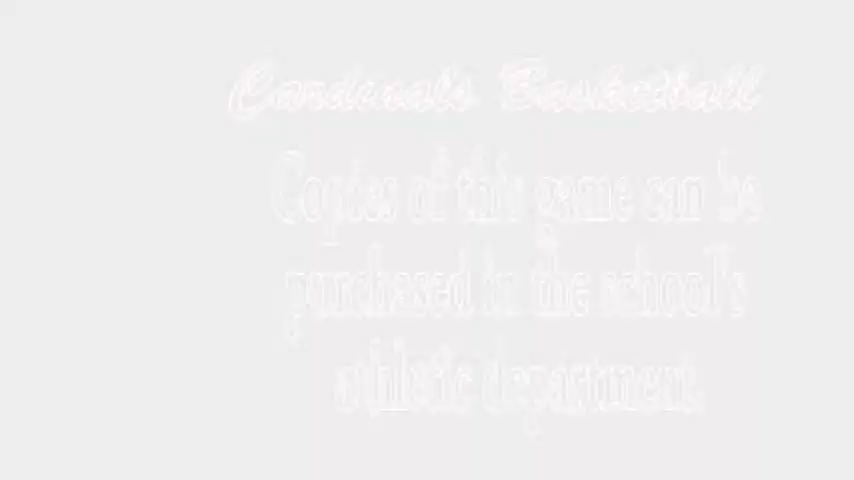 Cardinals Basketball
Copies of this game can be
purchased in the school's
athletic department.